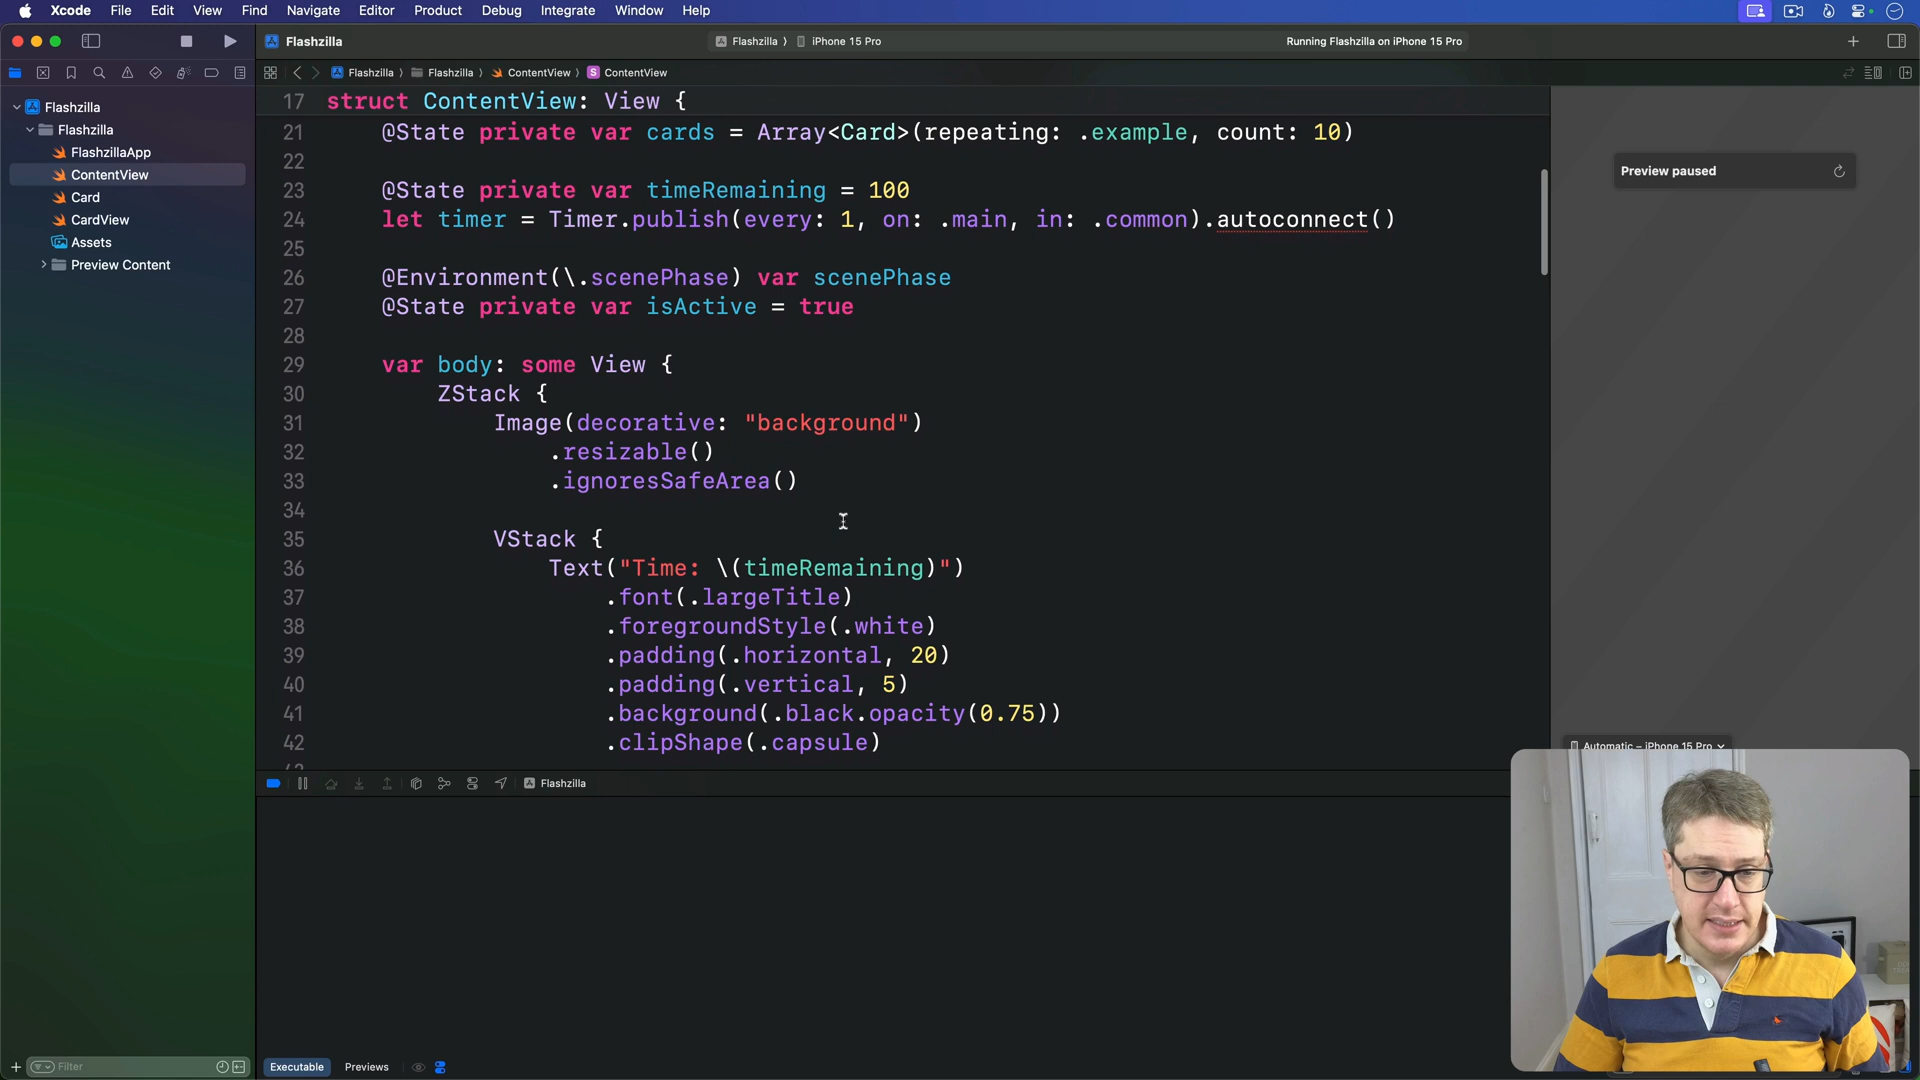 Xcode File Edit View Find Navigate Editor Product Debug Integrate Window Help
Flashzilla
Flashzilla
iPhone 15 Pro
Running Flashzilla on iPhone 15 Pro
Flashzilla
Flashzilla
ContentView
S ContentView
Flashzilla
Flashzilla
FlashzillaApp
ContentView
Card
CardView
Assets
Preview Content
17 struct ContentView: View {
21 @State private var cards = Array<Card>(repeating: .example, count: 10)
22
23 @State private var timeRemaining = 100
24 let timer = Timer.publish(every: 1, on: .main, in: .common).autoconnect()
25
26 @Environment(\.scenePhase) var scenePhase
27 @State private var isActive = true
28
29 var body: some View {
30 ZStack {
31 Image(decorative: "background")
32 .resizable()
33 .ignoresSafeArea()
34
35 VStack {
36 Text("Time: \(timeRemaining)")
37 .font(.largeTitle)
38 .foregroundStyle(.white)
39 .padding(.horizontal, 20)
40 .padding(.vertical, 5)
41 .background(.black.opacity(0.75))
42 .clipShape(.capsule)
Preview paused
Automatic – iPhone 15 Pro
Flashzilla
Filter
Executable
Previews